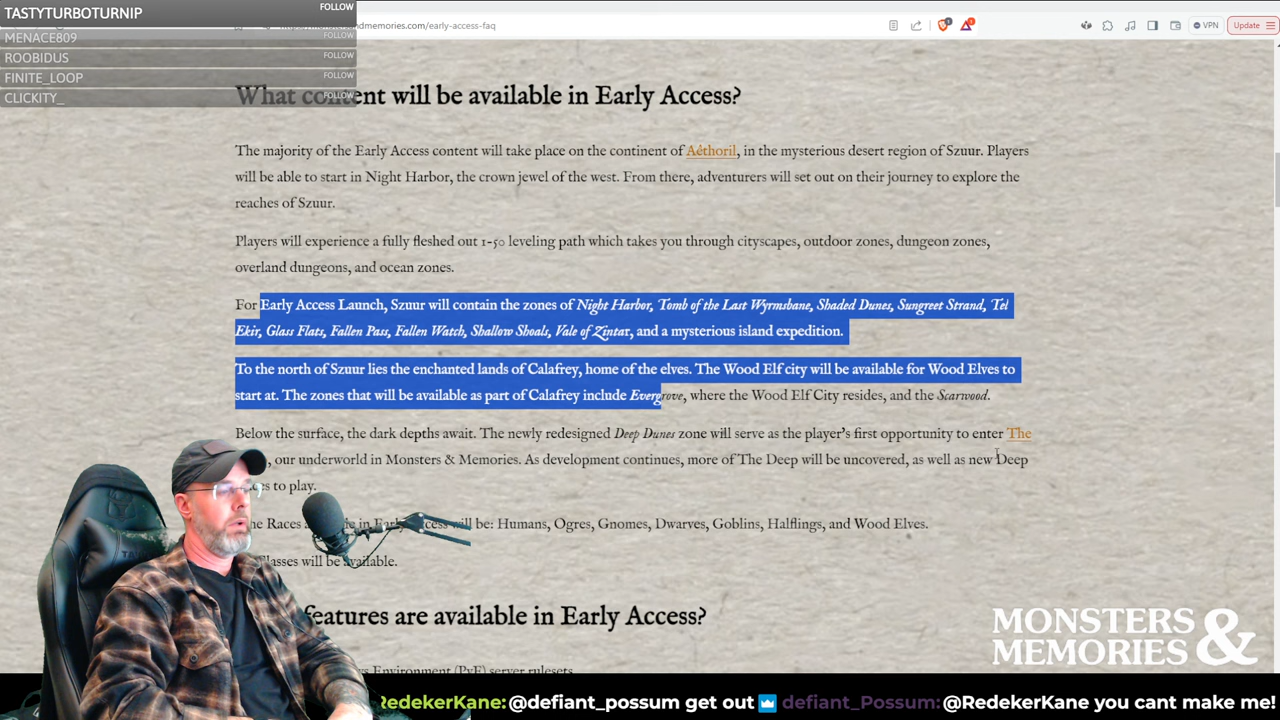 TASTYTURBOTURNIP FOLLOW
MENACE809 FOLLOW
ROOBIDUS FOLLOW
FINITE_LOOP FOLLOW
CLICKITY_ FOLLOW
andmemories.com/early-access-faq
VPN
Update
What content will be available in Early Access?
The majority of the Early Access content will take place on the continent of Aethoril, in the mysterious desert region of Szuur. Players
will be able to start in Night Harbor, the crown jewel of the west. From there, adventurers will set out on their journey to explore the
reaches of Szuur.
Players will experience a fully fleshed out 1-50 leveling path which takes you through cityscapes, outdoor zones, dungeon zones,
overland dungeons, and ocean zones.
For Early Access Launch, Szuur will contain the zones of Night Harbor, Tomb of the Last Wyrmsbane, Shaded Dunes, Sungreet Strand, Tel
Ekir, Glass Flats, Fallen Pass, Fallen Watch, Shallow Shoals, Vale of Zintar, and a mysterious island expedition.
To the north of Szuur lies the enchanted lands of Calafrey, home of the elves. The Wood Elf city will be available for Wood Elves to
start at. The zones that will be available as part of Calafrey include Evergrove, where the Wood Elf City resides, and the Scarwood.
Below the surface, the dark depths await. The newly redesigned Deep Dunes zone will serve as the player's first opportunity to enter The
, our underworld in Monsters & Memories. As development continues, more of The Deep will be uncovered, as well as new Deep
to play.
Races in Early Access will be: Humans, Ogres, Gnomes, Dwarves, Goblins, Halflings, and Wood Elves.
Classes will be available.
features are available in Early Access?
Environment (PvE) server rulesets
MONSTERS & MEMORIES
RedekerKane: @defiant_possum get out defiant_Possum: @RedekerKane you cant make me!